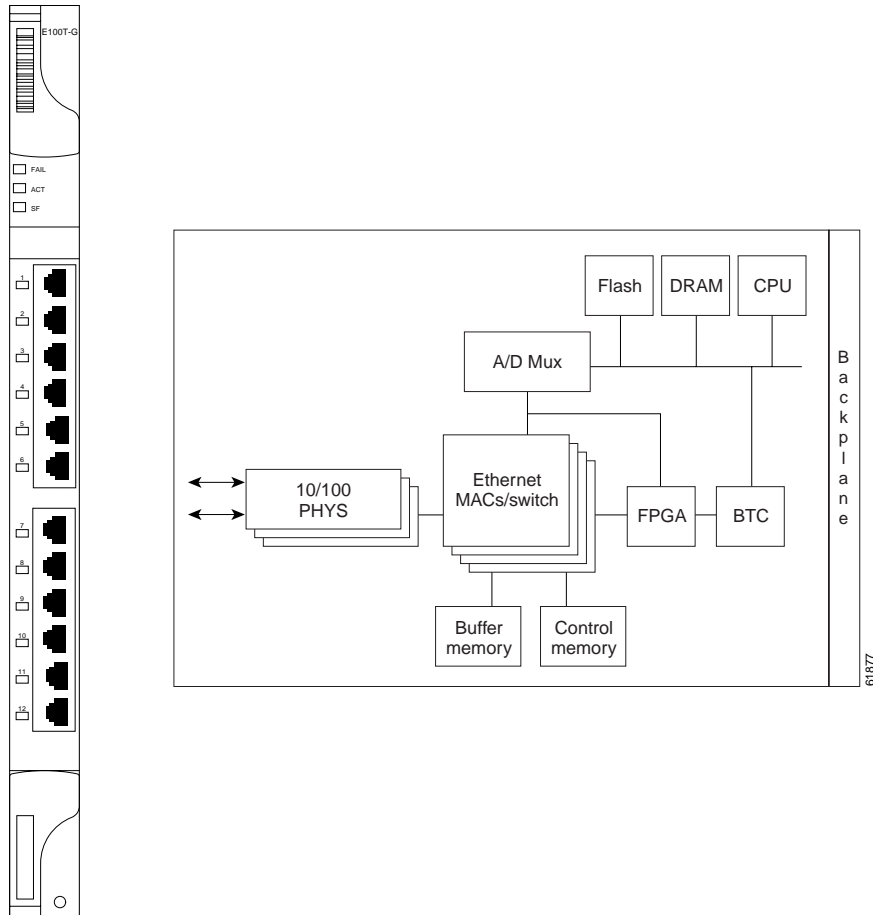 E100T-G
FAIL
ACT
SF
1
2
3
4
5
6
7
8
9
10
11
12
Flash
DRAM
CPU
A/D Mux
Ethernet
MACs/switch
10/100
PHYS
FPGA
BTC
Buffer
memory
Control
memory
Backplane
61877